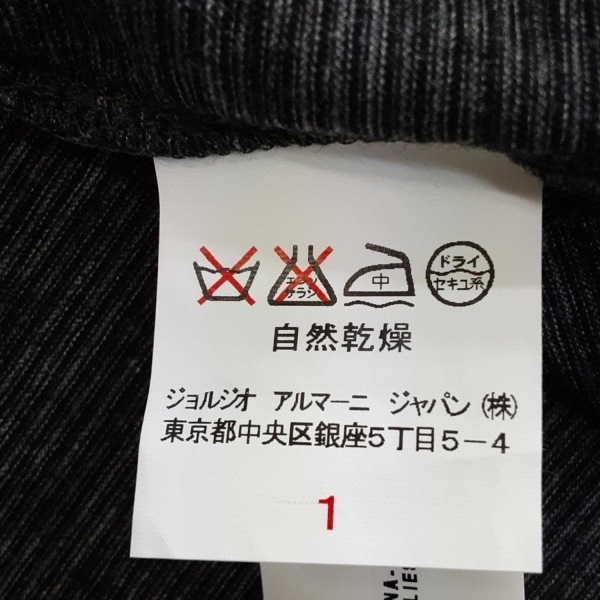 エンソ
サラシ
中
ドライ
セキユ系
自然乾燥
ジョルジオ アルマーニ ジャパン(株)
東京都中央区銀座5丁目5-4
1
NA-
LIES